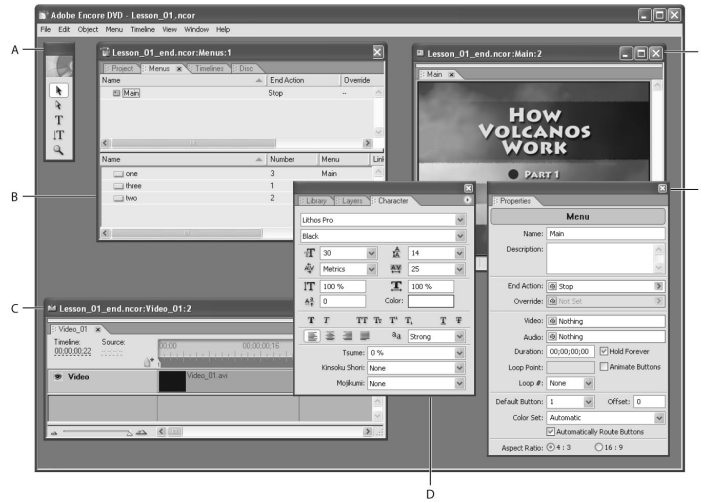 Adobe Encore DVD - Lesson_01_.ncor
File Edit Object Menu Timeline View Window Help
A
Lesson_01_end.ncor:Menus:1
Project Menus Timelines Disc
Name End Action Override
Main Stop --
Name Number Menu Link
one 3 Main
three 1
two 2
B
Lesson_01_end.ncor:Main:2
Main
HOW
VOLCANOS
WORK
PART 1
C
Lesson_01_end.ncor:Video_01:2
Video_01
Timeline: Source:
00;00;00;22
00;00 00;00;00;16
Video Video_01.avi
Library Layers Character
Lithos Pro
Black
30 14
Metrics 25
100 % 100 %
0 Color:
T T TT Tr T¹ T₁ T T
aa Strong
Tsume: 0 %
Kinsoku Shori: None
Mojikumi: None
D
Properties
Menu
Name: Main
Description:
End Action: Stop
Override: Not Set
Video: Nothing
Audio: Nothing
Duration: 00;00;00;00 Hold Forever
Loop Point: Animate Buttons
Loop #: None
Default Button: 1 Offset: 0
Color Set: Automatic
Automatically Route Buttons
Aspect Ratio: 4 : 3 16 : 9